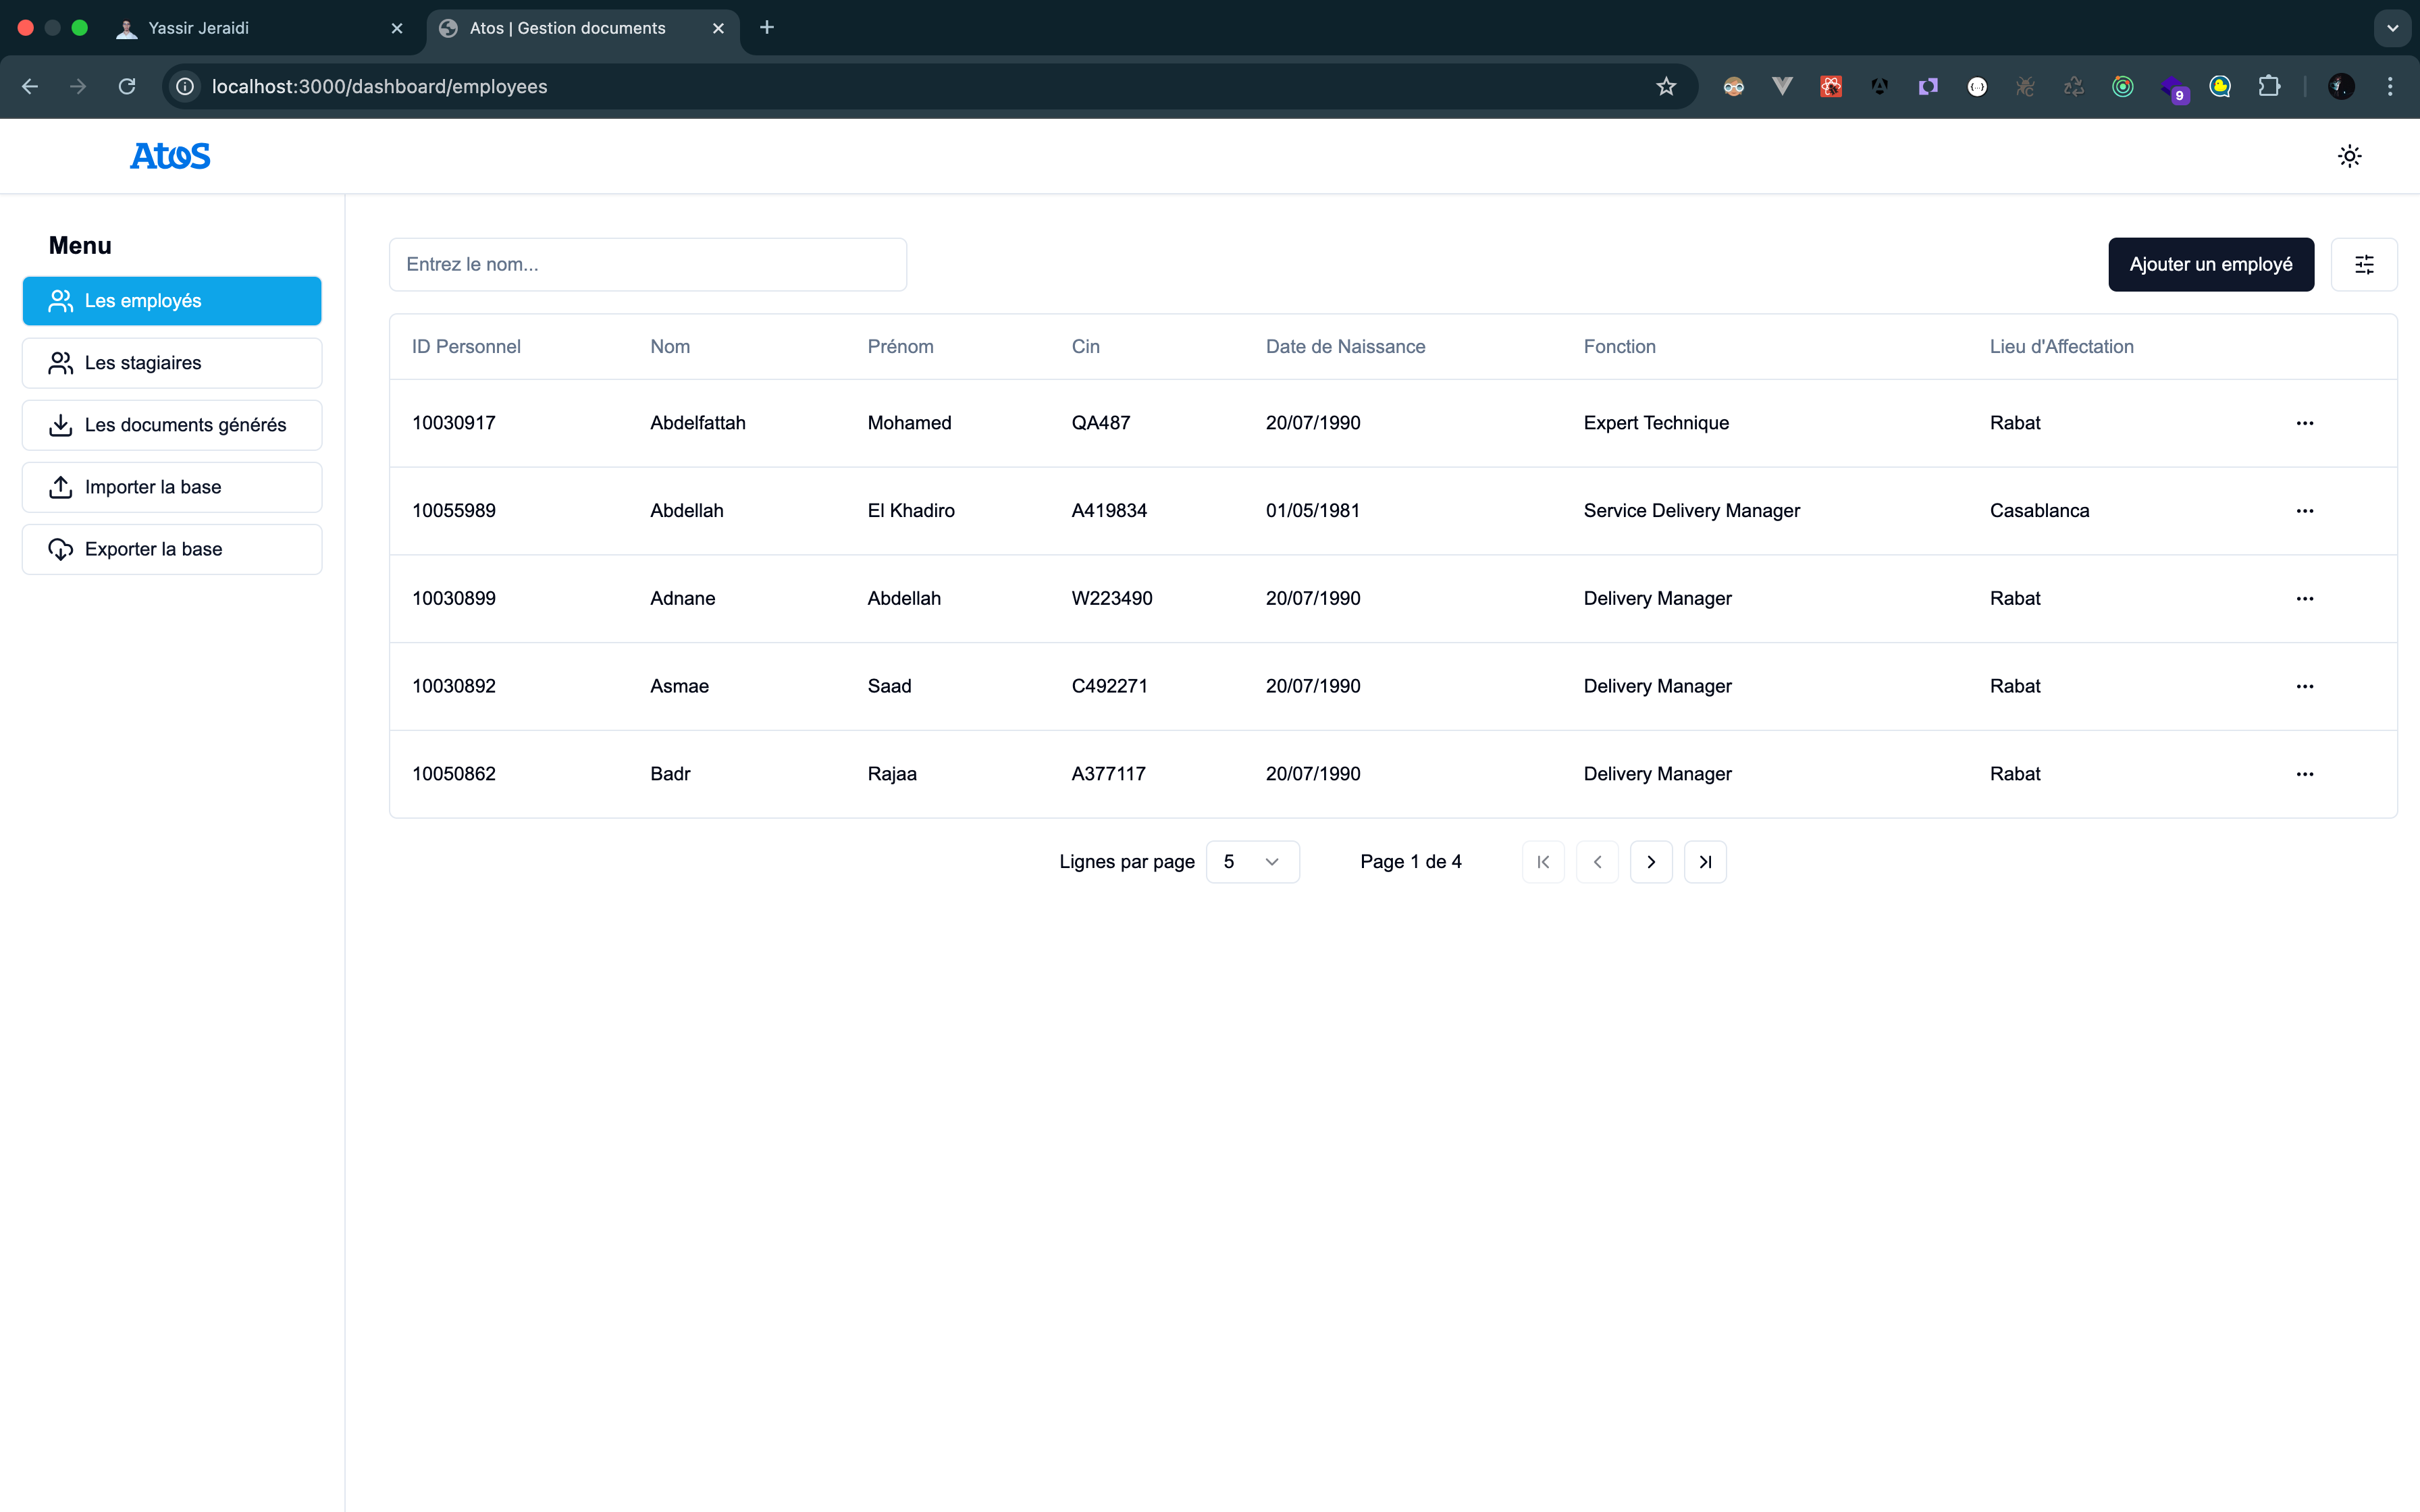 Yassir Jeraidi
Atos | Gestion documents
localhost:3000/dashboard/employees
9
Atos
Menu
Les employés
Les stagiaires
Les documents générés
Importer la base
Exporter la base
Entrez le nom...
Ajouter un employé
ID Personnel Nom Prénom Cin Date de Naissance Fonction Lieu d'Affectation
10030917 Abdelfattah Mohamed QA487 20/07/1990 Expert Technique Rabat
10055989 Abdellah El Khadiro A419834 01/05/1981 Service Delivery Manager Casablanca
10030899 Adnane Abdellah W223490 20/07/1990 Delivery Manager Rabat
10030892 Asmae Saad C492271 20/07/1990 Delivery Manager Rabat
10050862 Badr Rajaa A377117 20/07/1990 Delivery Manager Rabat
Lignes par page 5 Page 1 de 4